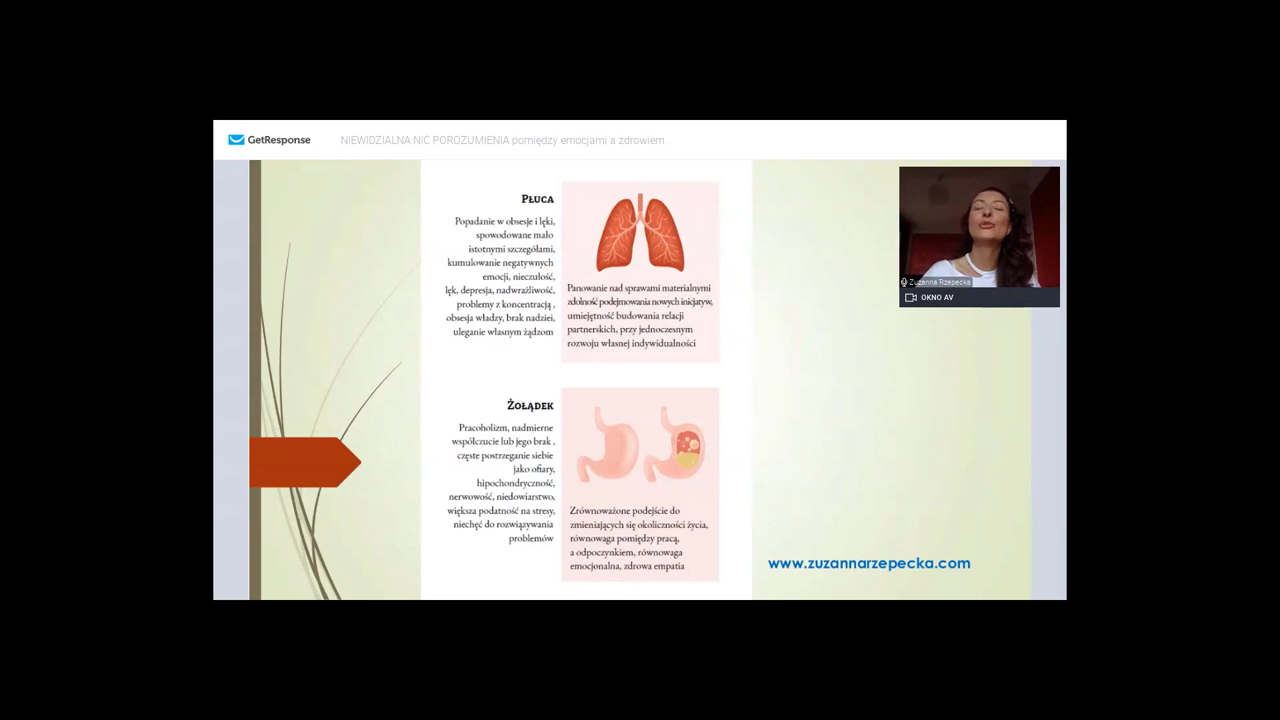 GetResponse
NIEWIDZIALNA NIĆ POROZUMIENIA pomiędzy emocjami a zdrowiem
PŁUCA
Popadanie w obsesje i lęki,
spowodowane mało
istotnymi szczegółami,
kumulowanie negatywnych
emocji, nieczułość,
lęk, depresja, nadwrażliwość,
problemy z koncentracją ,
obsesja władzy, brak nadziei,
uleganie własnym żądzom
Panowanie nad sprawami materialnymi
zdolność podejmowania nowych inicjatyw,
umiejętność budowania relacji
partnerskich, przy jednoczesnym
rozwoju własnej indywidualności
ŻOŁĄDEK
Pracoholizm, nadmierne
współczucie lub jego brak ,
częste postrzeganie siebie
jako ofiary,
hipochondryczność,
nerwowość, niedowiarstwo,
większa podatność na stresy,
niechęć do rozwiązywania
problemów
Zrównoważone podejście do
zmieniających się okoliczności życia,
równowaga pomiędzy pracą,
a odpoczynkiem, równowaga
emocjonalna, zdrowa empatia
Zuzanna Rzepecka
OKNO AV
www.zuzannarzepecka.com